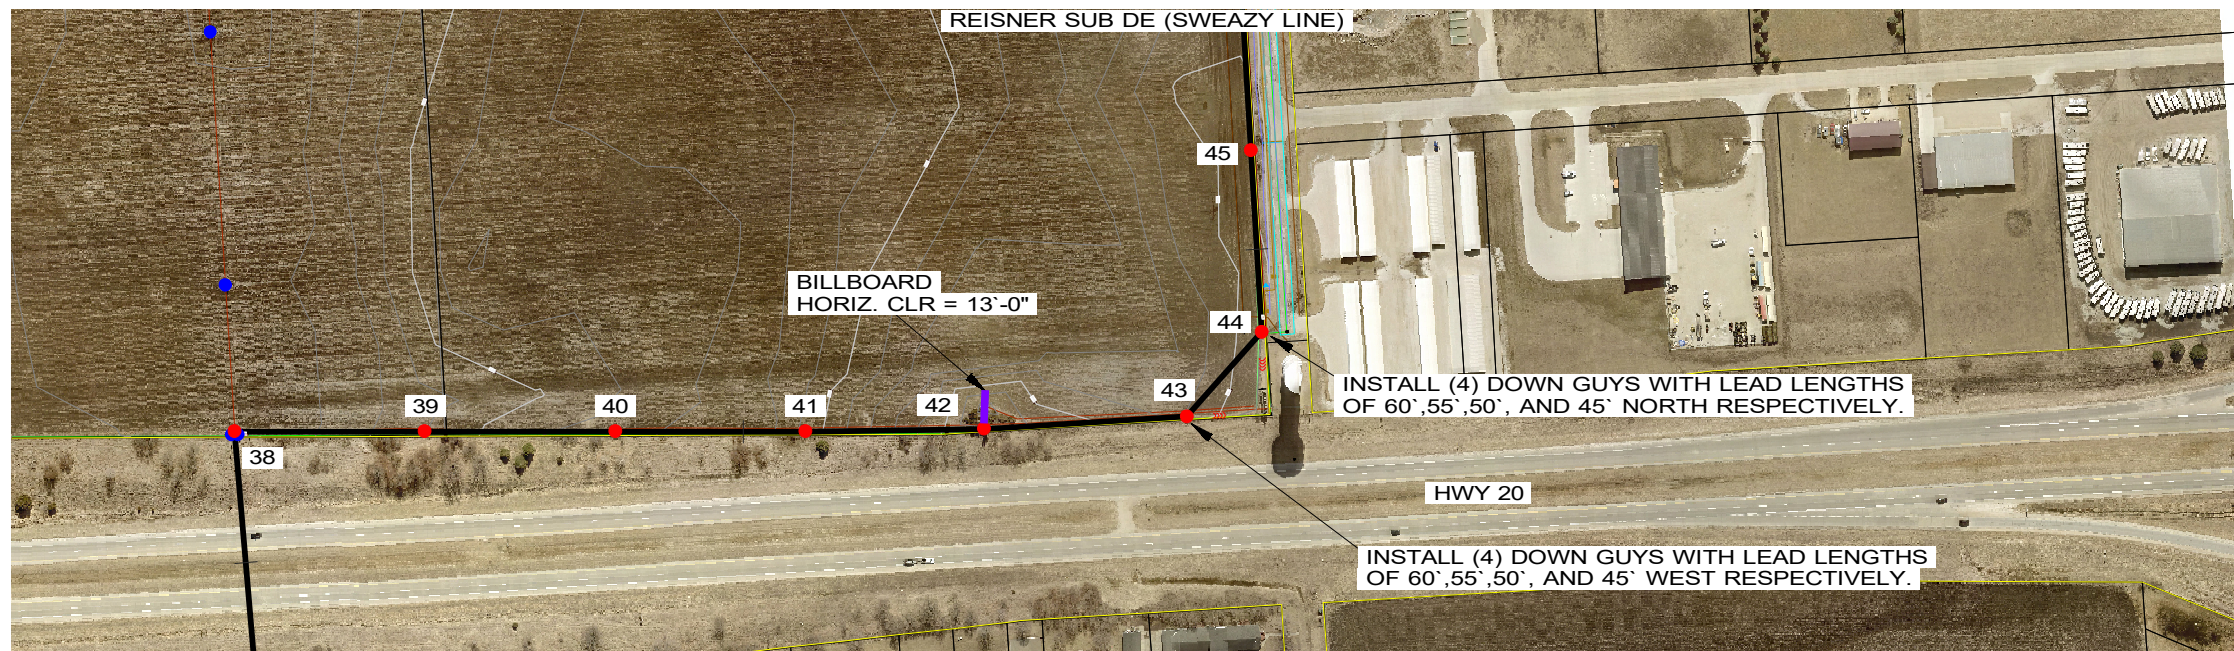 REISNER SUB DE (SWEAZY LINE)
45
BILLBOARD
HORIZ. CLR = 13`-0"
44
43
INSTALL (4) DOWN GUYS WITH LEAD LENGTHS
OF 60`,55`,50`, AND 45` NORTH RESPECTIVELY.
39
40
41
42
38
HWY 20
INSTALL (4) DOWN GUYS WITH LEAD LENGTHS
OF 60`,55`,50`, AND 45` WEST RESPECTIVELY.